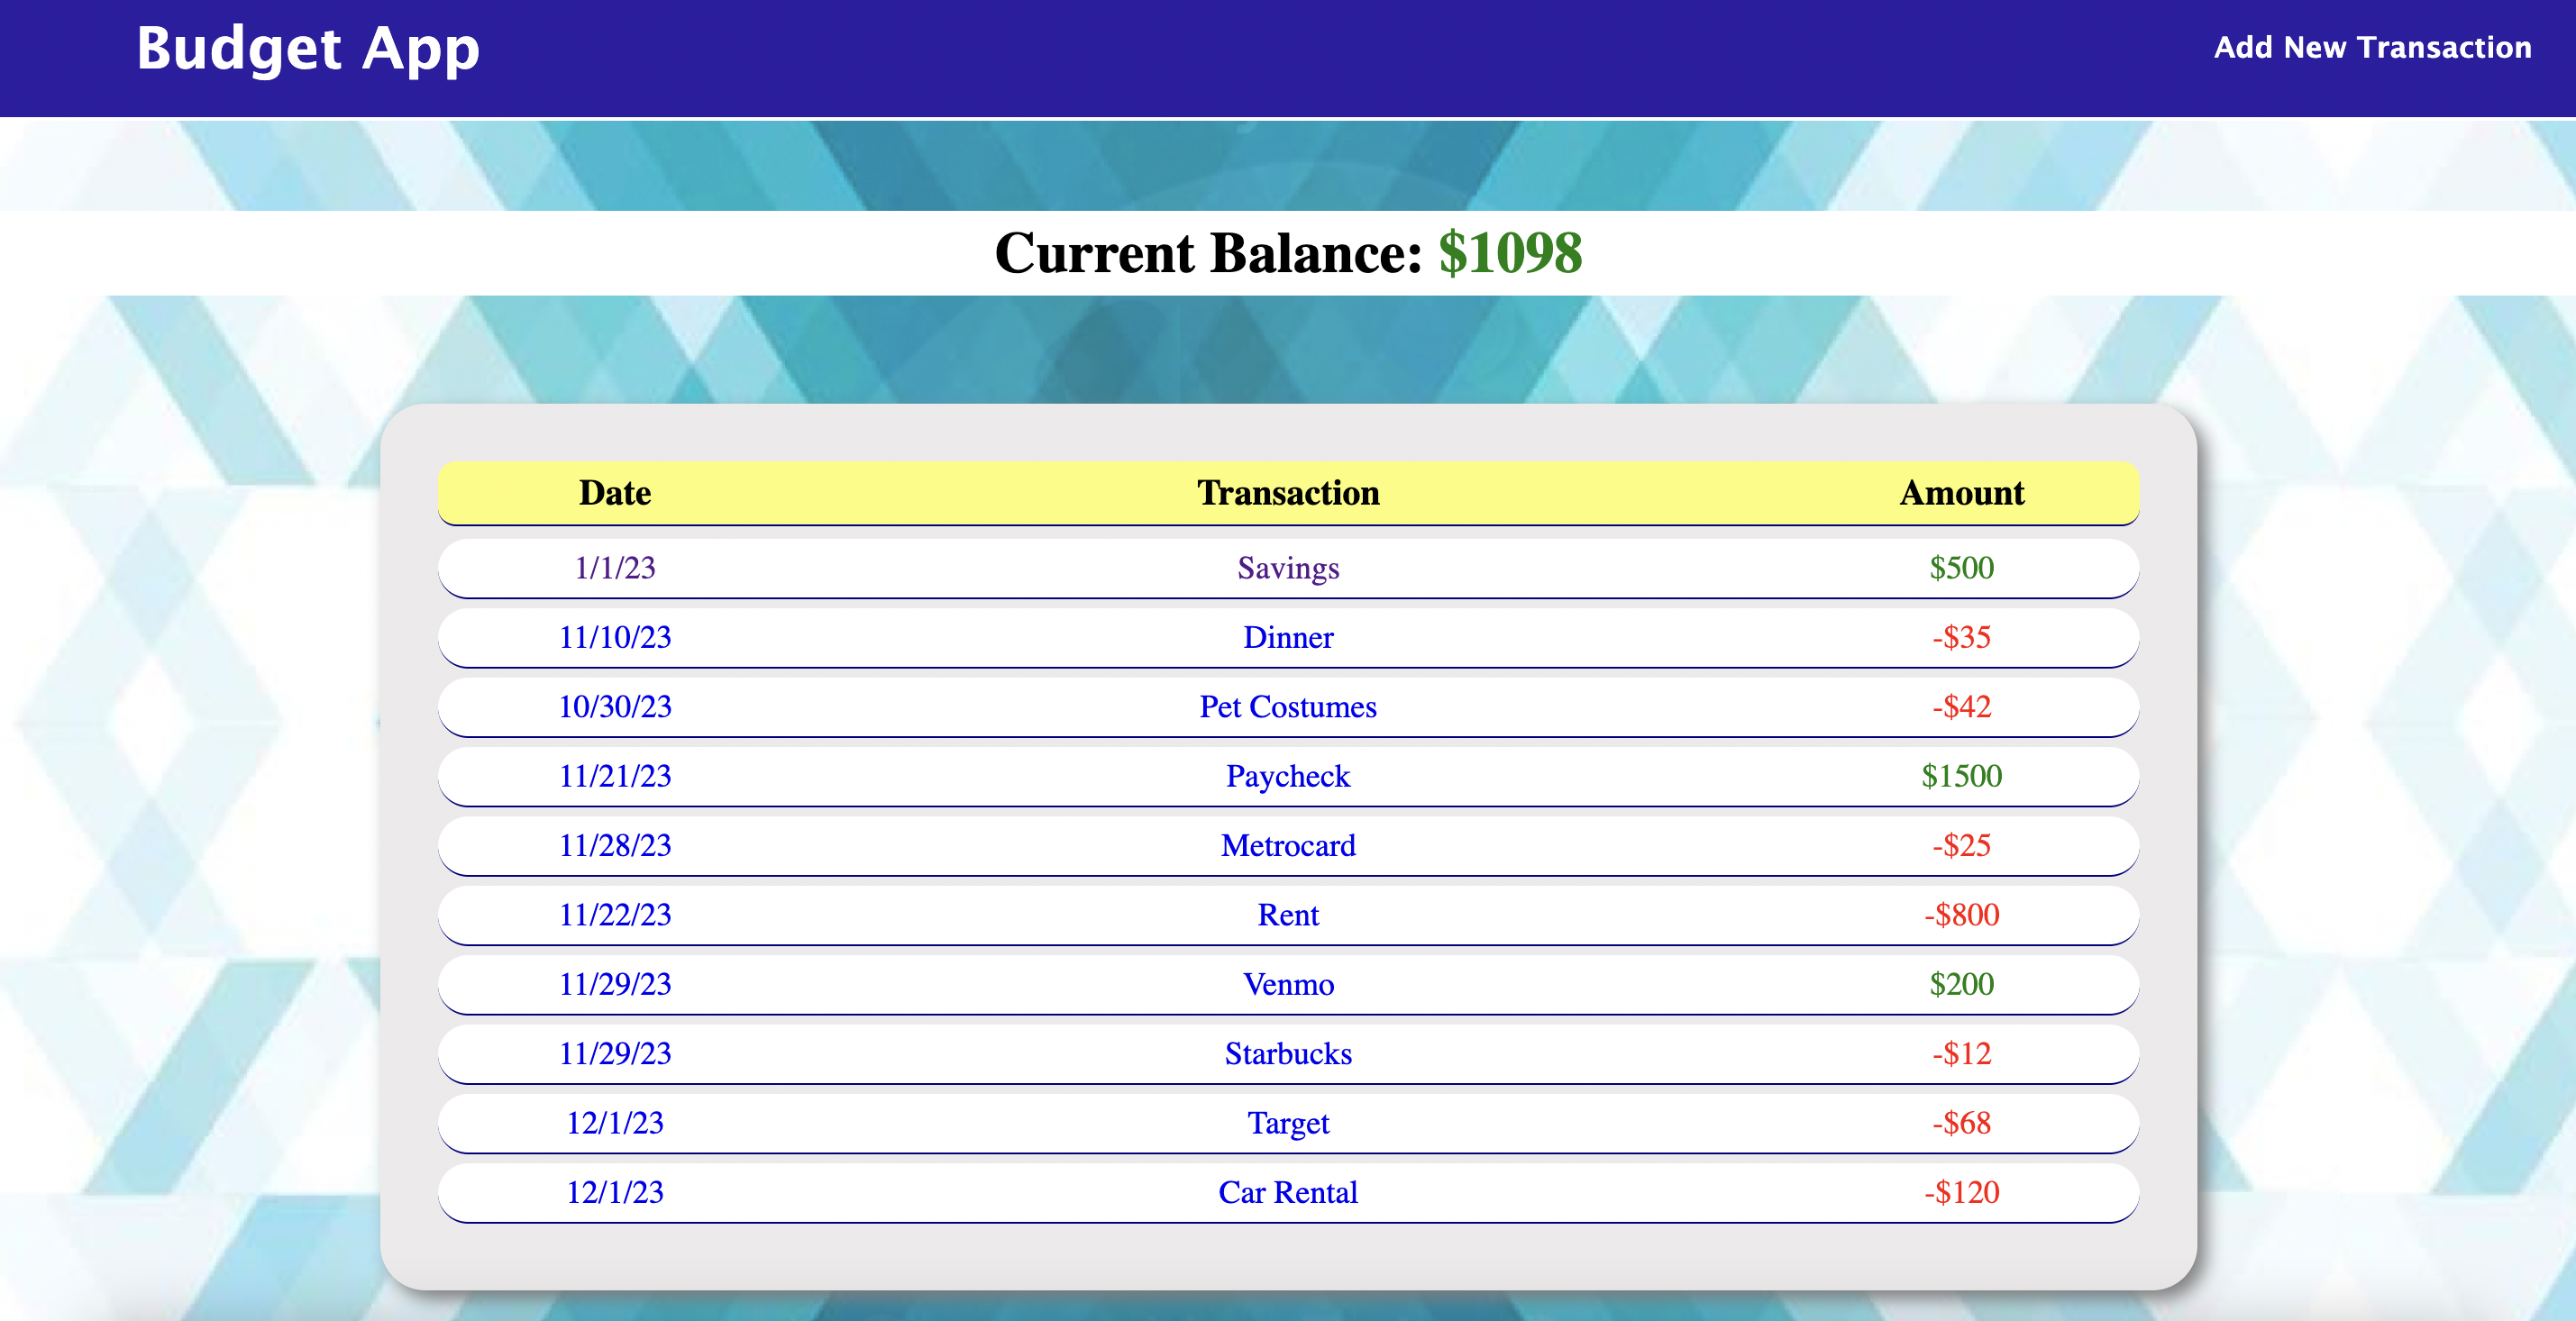 Budget App
Add New Transaction
Current Balance: $1098
Date Transaction Amount
1/1/23 Savings $500
11/10/23 Dinner -$35
10/30/23 Pet Costumes -$42
11/21/23 Paycheck $1500
11/28/23 Metrocard -$25
11/22/23 Rent -$800
11/29/23 Venmo $200
11/29/23 Starbucks -$12
12/1/23 Target -$68
12/1/23 Car Rental -$120